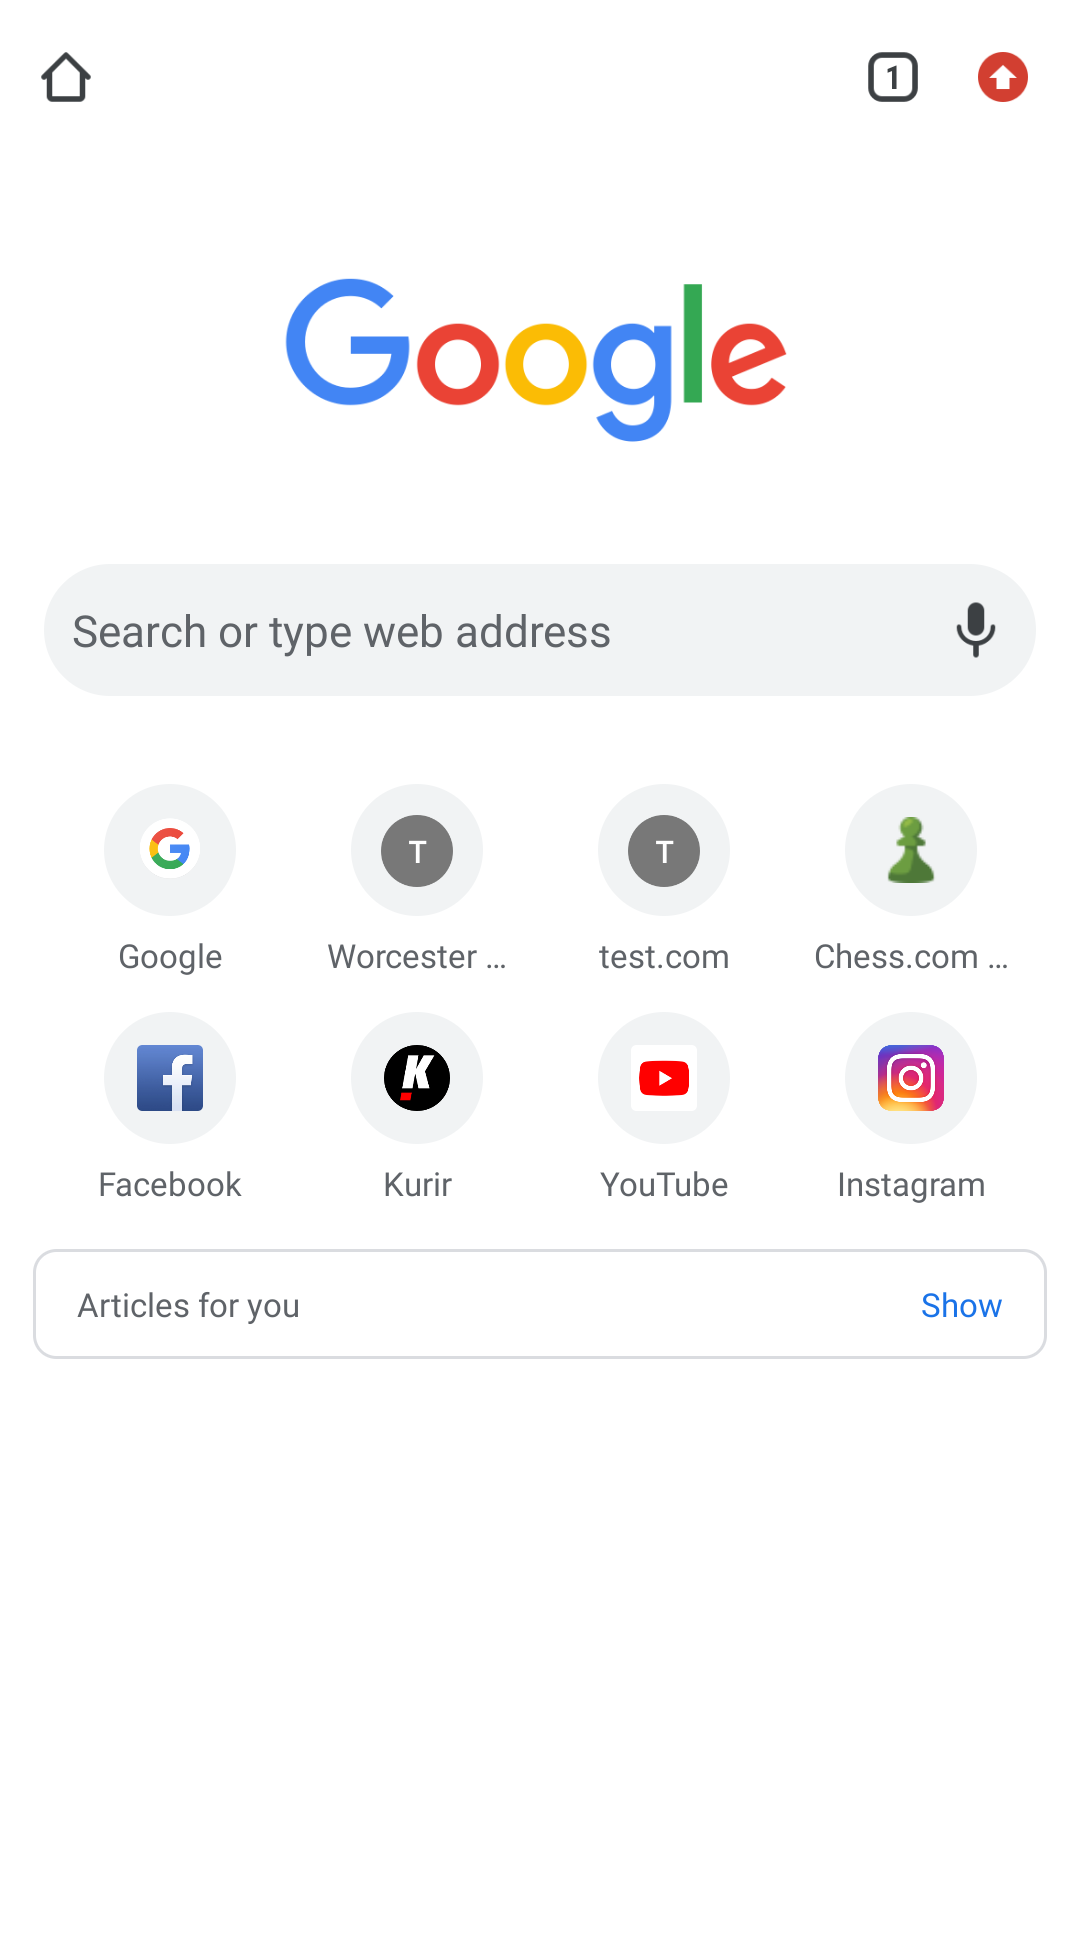 1
Google
Search or type web address
T
T
Google
Worcester ...
test.com
Chess.com ...
f
K
Facebook
Kurir
YouTube
Instagram
Articles for you
Show